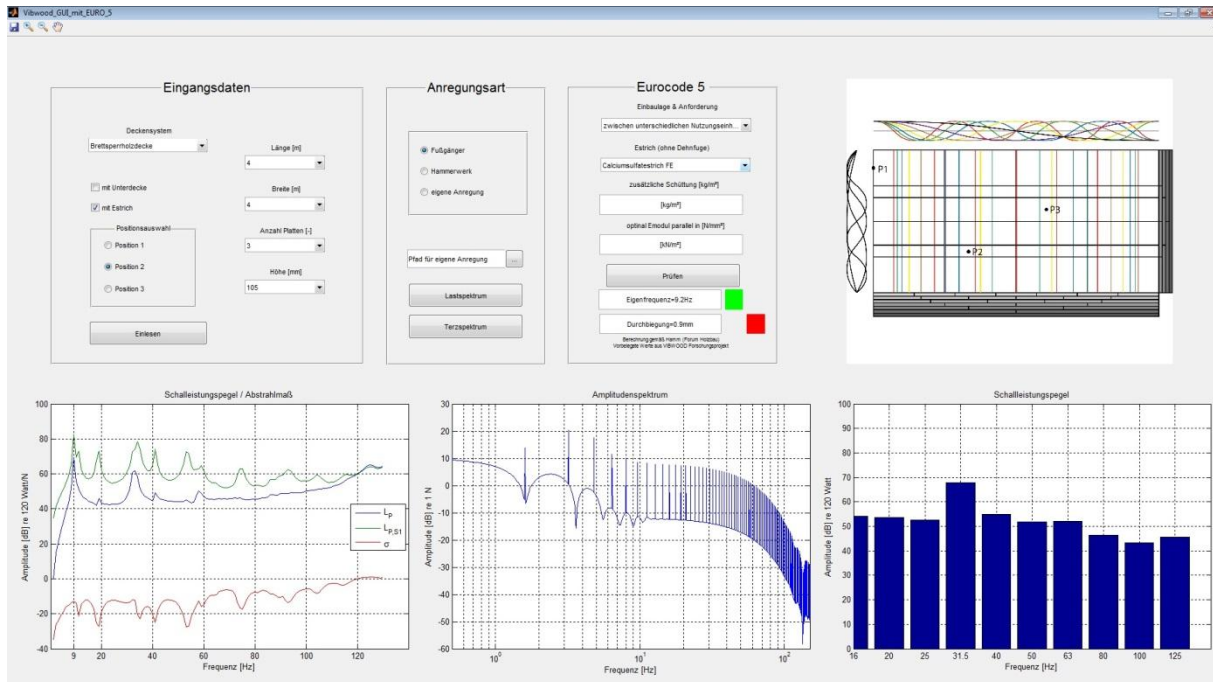 Vibwood_GUI_mit_EURO_5
Eingangsdaten
Deckensystem
Brettsperrholzdecke
mit Unterdecke
mit Estrich
Positionsauswahl
Position 1
Position 2
Position 3
Einlesen
Länge [m]
4
Breite [m]
4
Anzahl Platten [-]
3
Höhe [mm]
105
Anregungsart
Fußgänger
Hammerwerk
eigene Anregung
Pfad für eigene Anregung
...
Lastspektrum
Terzspektrum
Eurocode 5
Einbaulage & Anforderung
zwischen unterschiedlichen Nutzungseinh...
Estrich (ohne Dehnfuge)
Calciumsulfatestrich FE
zusätzliche Schüttung [kg/m²]
[kg/m²]
optinal Emodul parallel in [N/mm²]
[kN/m²]
Prüfen
Eigenfrequenz=9.2Hz
Durchbiegung=0.9mm
Berechnung gemäß Hamm (Forum Holzbau)
Vorbelegte Werte aus VIBWOOD Forschungsprojekt
P1
P3
P2
Schalleistungspegel / Abstrahlmaß
Amplitude [dB] re 120 Watt/N
100
80
60
40
20
0
-20
-40
9 20 40 60 80 100 120
Frequenz [Hz]
L_P
L_P,S1
σ
Amplitudenspektrum
Amplitude [dB] re 1 N
30
20
10
0
-10
-20
-30
-40
-50
-60
10^0 10^1 10^2
Frequenz [Hz]
Schallleistungspegel
Amplitude [dB] re 120 Watt
100
90
80
70
60
50
40
30
20
10
0
16 20 25 31.5 40 50 63 80 100 125
Frequenz [Hz]